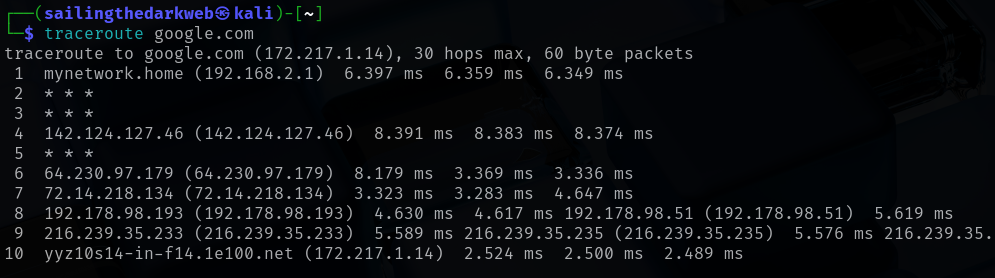 ┌──(sailingthedarkweb㉿kali)-[~]
└─$ traceroute google.com
traceroute to google.com (172.217.1.14), 30 hops max, 60 byte packets
 1  mynetwork.home (192.168.2.1)  6.397 ms  6.359 ms  6.349 ms
 2  * * *
 3  * * *
 4  142.124.127.46 (142.124.127.46)  8.391 ms  8.383 ms  8.374 ms
 5  * * *
 6  64.230.97.179 (64.230.97.179)  8.179 ms  3.369 ms  3.336 ms
 7  72.14.218.134 (72.14.218.134)  3.323 ms  3.283 ms  4.647 ms
 8  192.178.98.193 (192.178.98.193)  4.630 ms  4.617 ms 192.178.98.51 (192.178.98.51)  5.619 ms
 9  216.239.35.233 (216.239.35.233)  5.589 ms 216.239.35.235 (216.239.35.235)  5.576 ms 216.239.35.
10  yyz10s14-in-f14.1e100.net (172.217.1.14)  2.524 ms  2.500 ms  2.489 ms